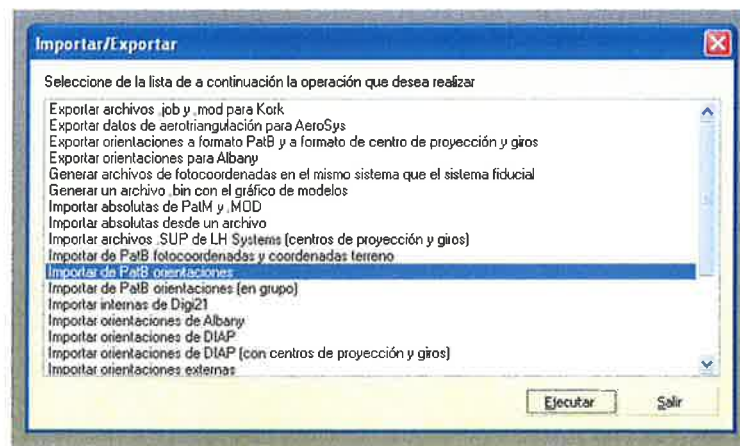 Importar/Exportar
Seleccione de la lista de a continuación la operación que desea realizar
Exportar archivos .job y .mod para Kork
Exportar datos de aerotriangulación para AeroSys
Exportar orientaciones a formato PatB y a formato de centro de proyección y giros
Exportar orientaciones para Albany
Generar archivos de fotocoordenadas en el mismo sistema que el sistema fiducial
Generar un archivo .bin con el gráfico de modelos
Importar absolutas de PatM y .MOD
Importar absolutas desde un archivo
Importar archivos .SUP de LH Systems (centros de proyección y giros)
Importar de PatB fotocoordenadas y coordenadas terreno
Importar de PatB orientaciones
Importar de PatB orientaciones (en grupo)
Importar internas de Digi21
Importar orientaciones de Albany
Importar orientaciones de DIAP
Importar orientaciones de DIAP (con centros de proyección y giros)
Importar orientaciones externas
Ejecutar Salir